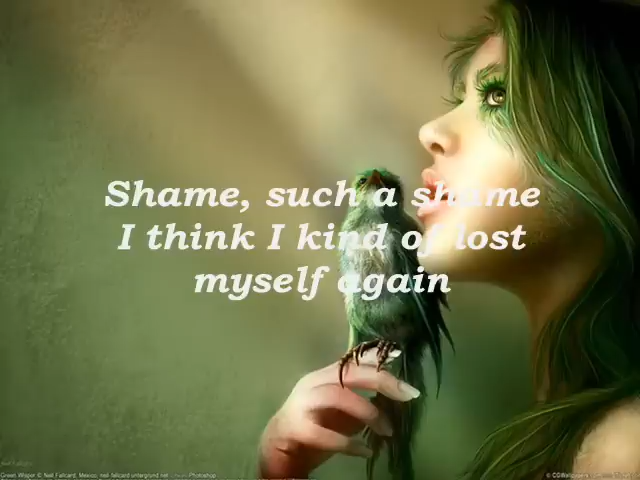 Shame, such a shame
I think I kind of lost
myself again